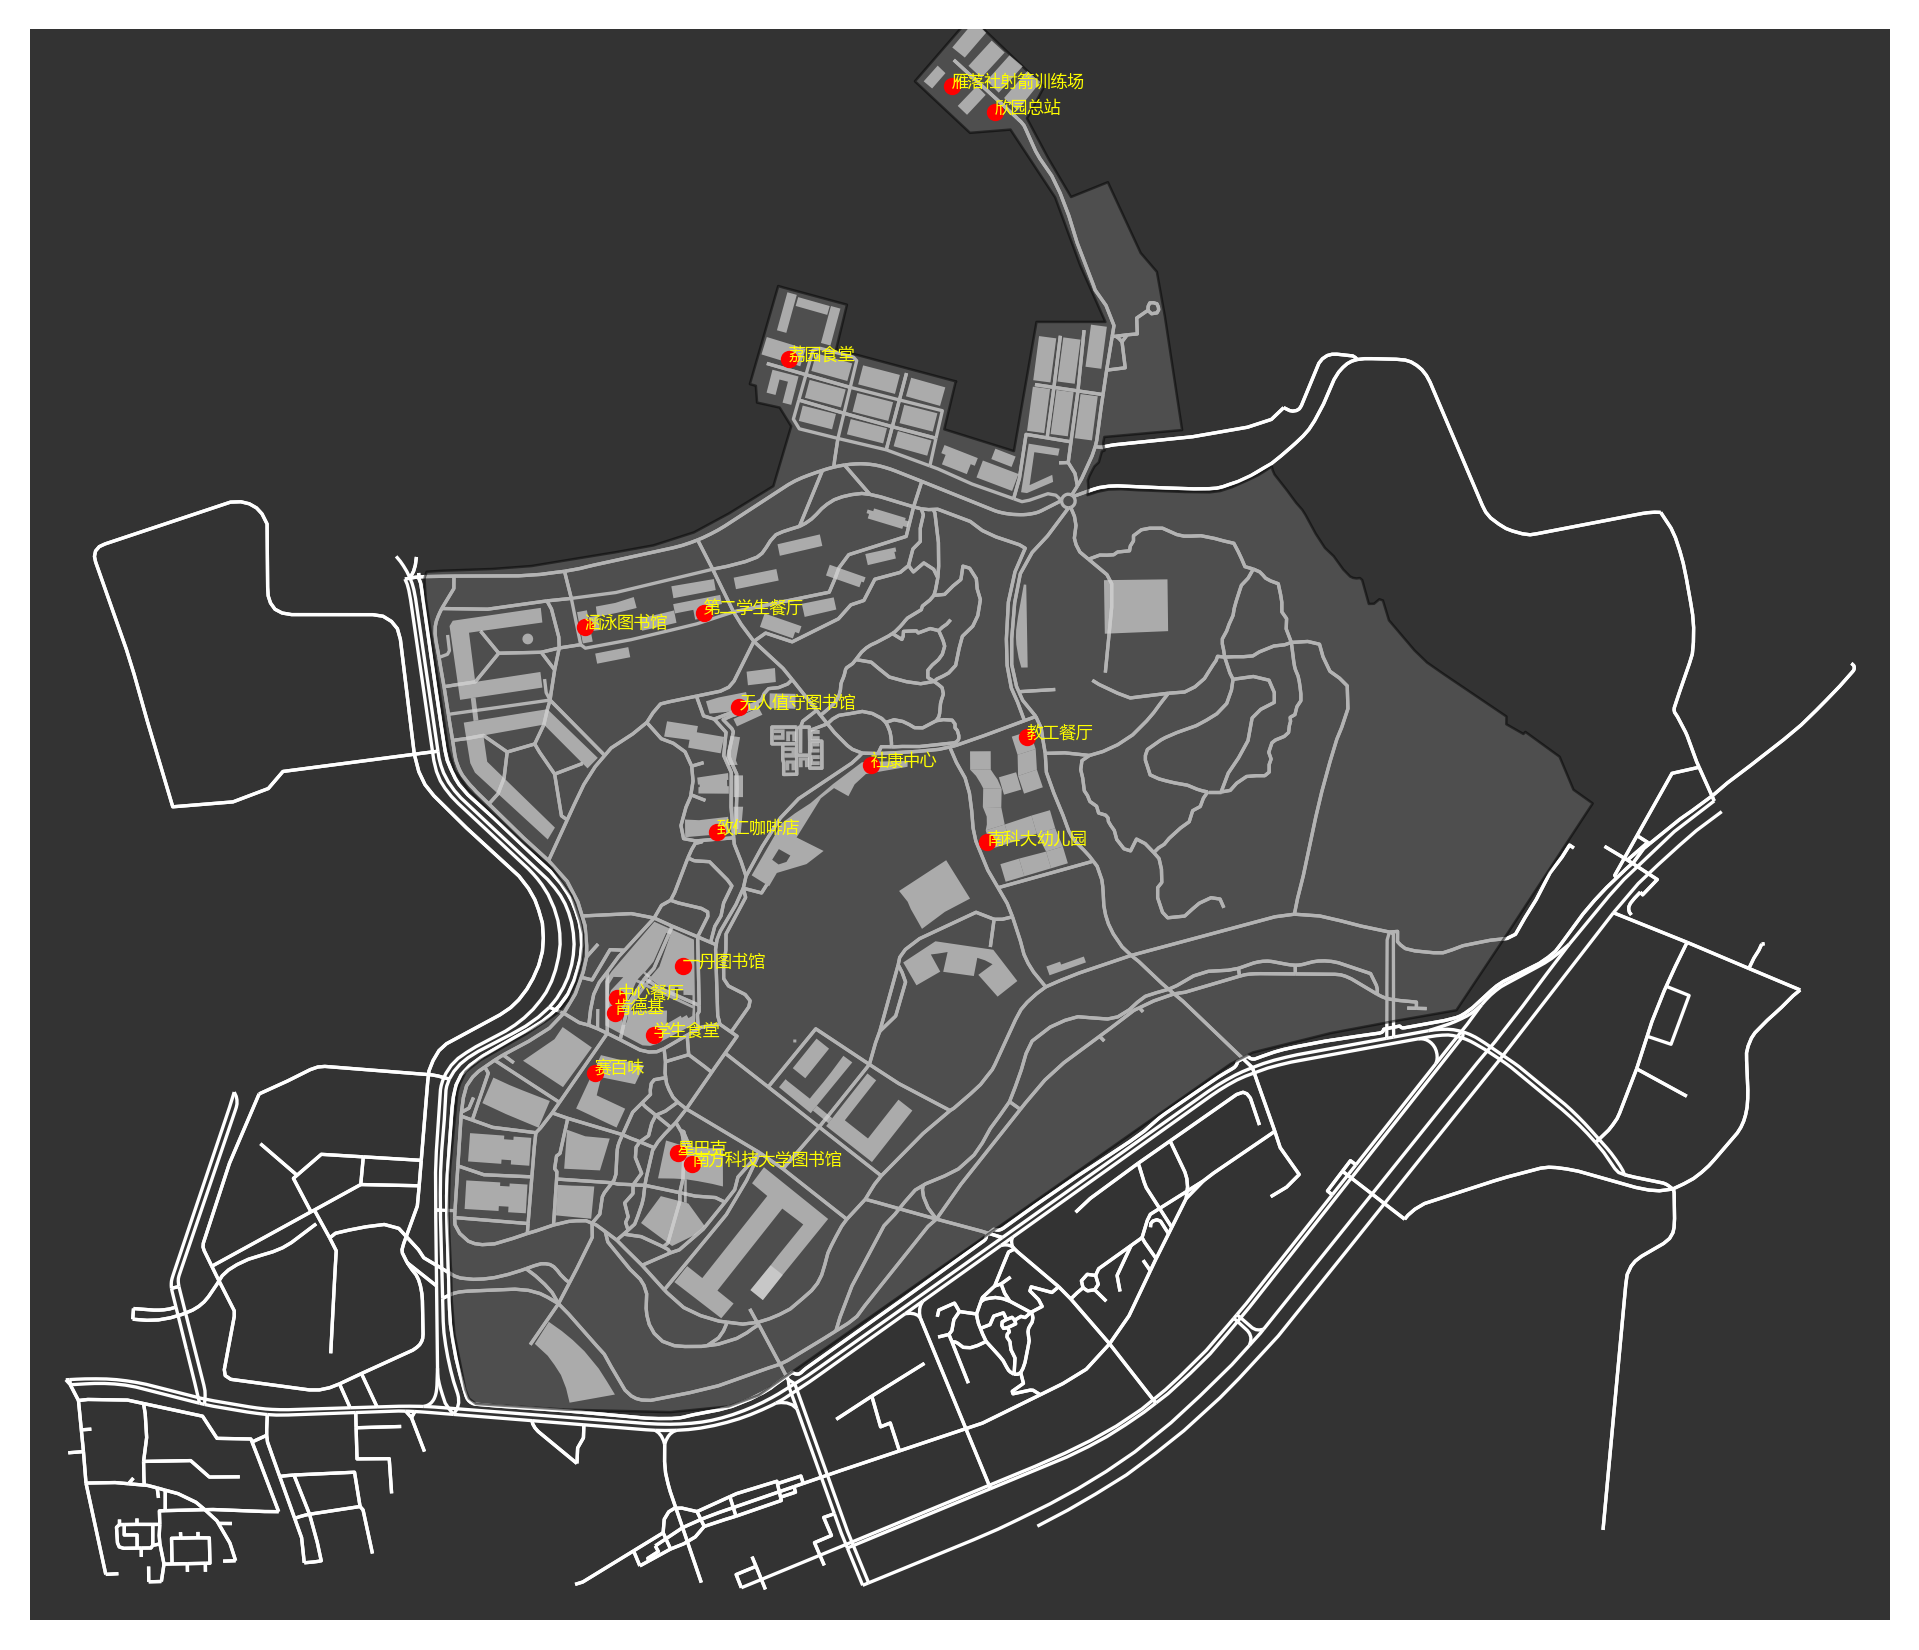 雁落社射箭训练场
欣园总站
荔园食堂
第二学生餐厅
涵泳图书馆
无人值守图书馆
教工餐厅
社康中心
致仁咖啡店
南科大幼儿园
一丹图书馆
中心餐厅
肯德基
学生食堂
赛百味
星巴克
南方科技大学图书馆